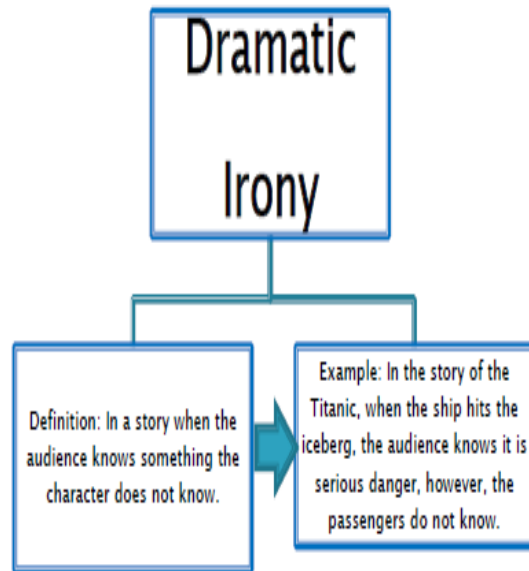 Dramatic
Irony
Definition: In a story when the
audience knows something the
character does not know.
Example: In the story of the
Titanic, when the ship hits the
iceberg, the audience knows it is
serious danger, however, the
passengers do not know.